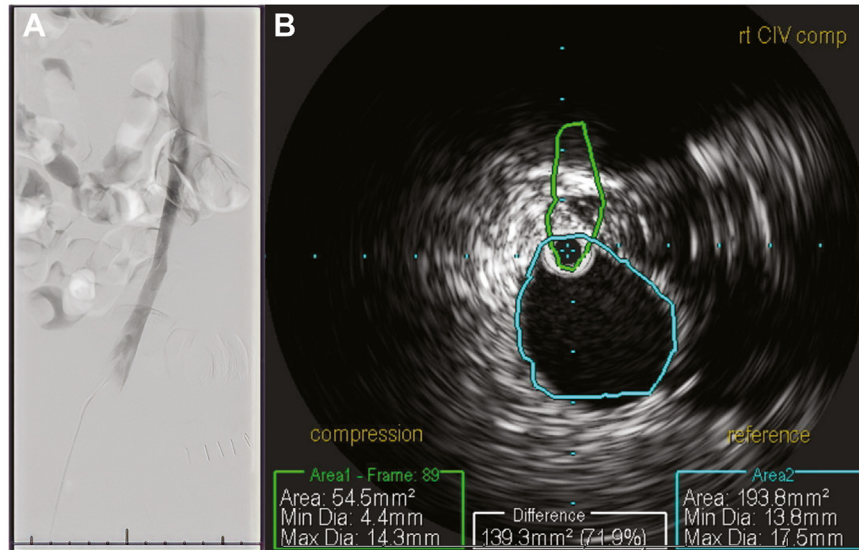 A
B
rt CIV comp
compression
reference
Area1 - Frame: 89
Area: 54.5mm²
Min Dia: 4.4mm
Max Dia: 14.3mm
Difference
139.3mm² (71.9%)
Area2
Area: 193.8mm²
Min Dia: 13.8mm
Max Dia: 17.5mm